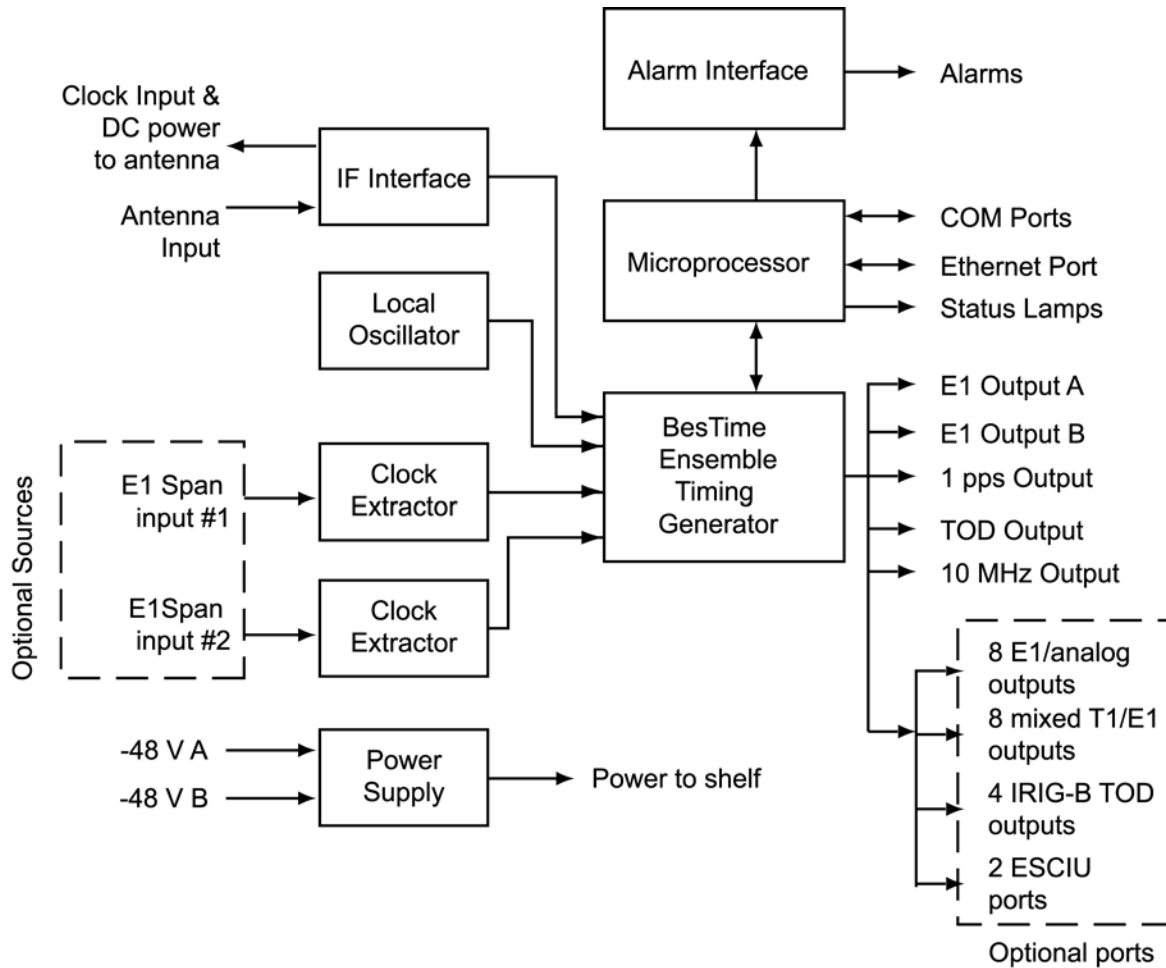 Alarm Interface
Alarms
Clock Input &
DC power
to antenna
IF Interface
Antenna
Input
COM Ports
Microprocessor
Ethernet Port
Status Lamps
Local
Oscillator
E1 Output A
E1 Output B
1 pps Output
TOD Output
10 MHz Output
BesTime
Ensemble
Timing
Generator
Optional Sources
E1 Span
input #1
Clock
Extractor
E1Span
input #2
Clock
Extractor
8 E1/analog
outputs
8 mixed T1/E1
outputs
4 IRIG-B TOD
outputs
2 ESCIU
ports
Optional ports
-48 V A
-48 V B
Power
Supply
Power to shelf